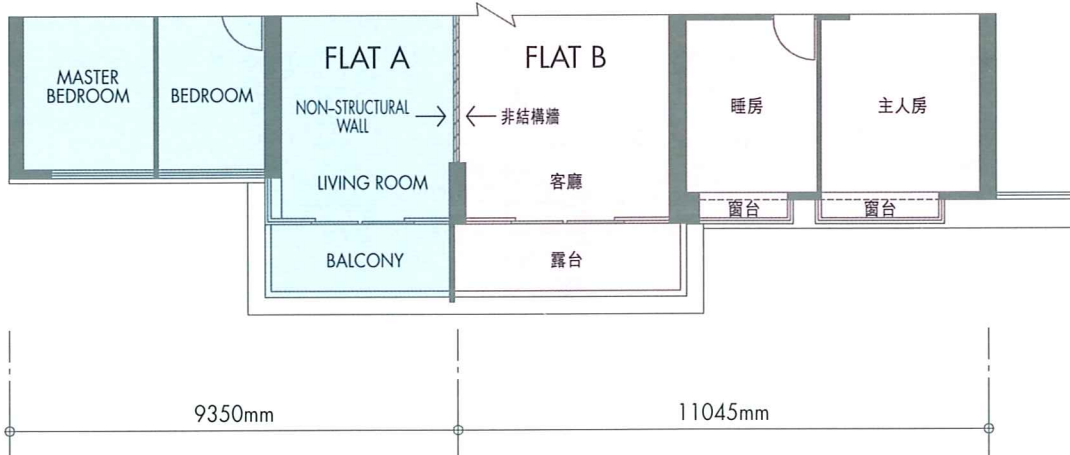 FLAT A
FLAT B
MASTER
BEDROOM
BEDROOM
NON-STRUCTURAL
WALL
非結構牆
睡房
主人房
LIVING ROOM
客廳
窗台
窗台
BALCONY
露台
9350mm
11045mm